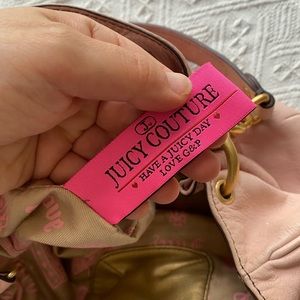 J.
JUICY COUTURE
HAVE A JUICY DAY
♥ LOVE G&P ♥